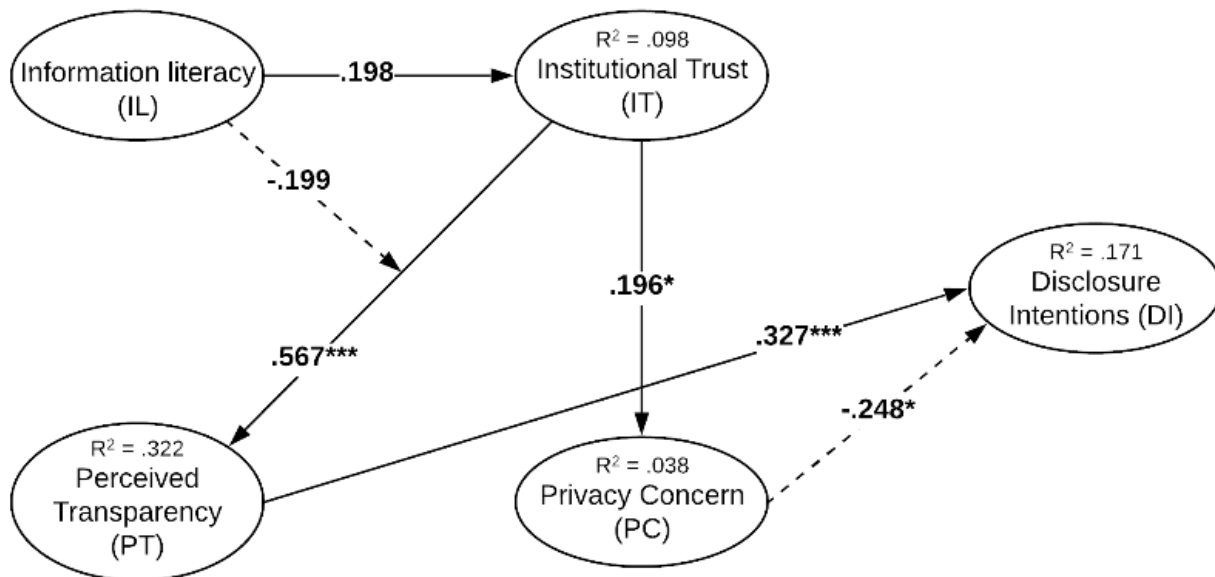 Information literacy
(IL)
.198
R² = .098
Institutional Trust
(IT)
-.199
.196*
R² = .171
Disclosure
Intentions (DI)
.567***
.327***
-.248*
R² = .322
Perceived
Transparency
(PT)
R² = .038
Privacy Concern
(PC)